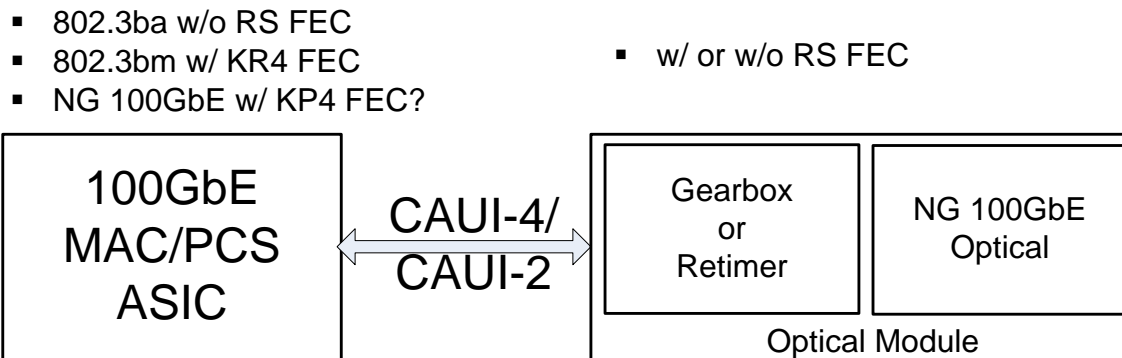 ▪ 802.3ba w/o RS FEC
▪ 802.3bm w/ KR4 FEC
▪ NG 100GbE w/ KP4 FEC?
▪ w/ or w/o RS FEC
100GbE
MAC/PCS
ASIC
CAUI-4/
CAUI-2
Gearbox
or
Retimer
NG 100GbE
Optical
Optical Module